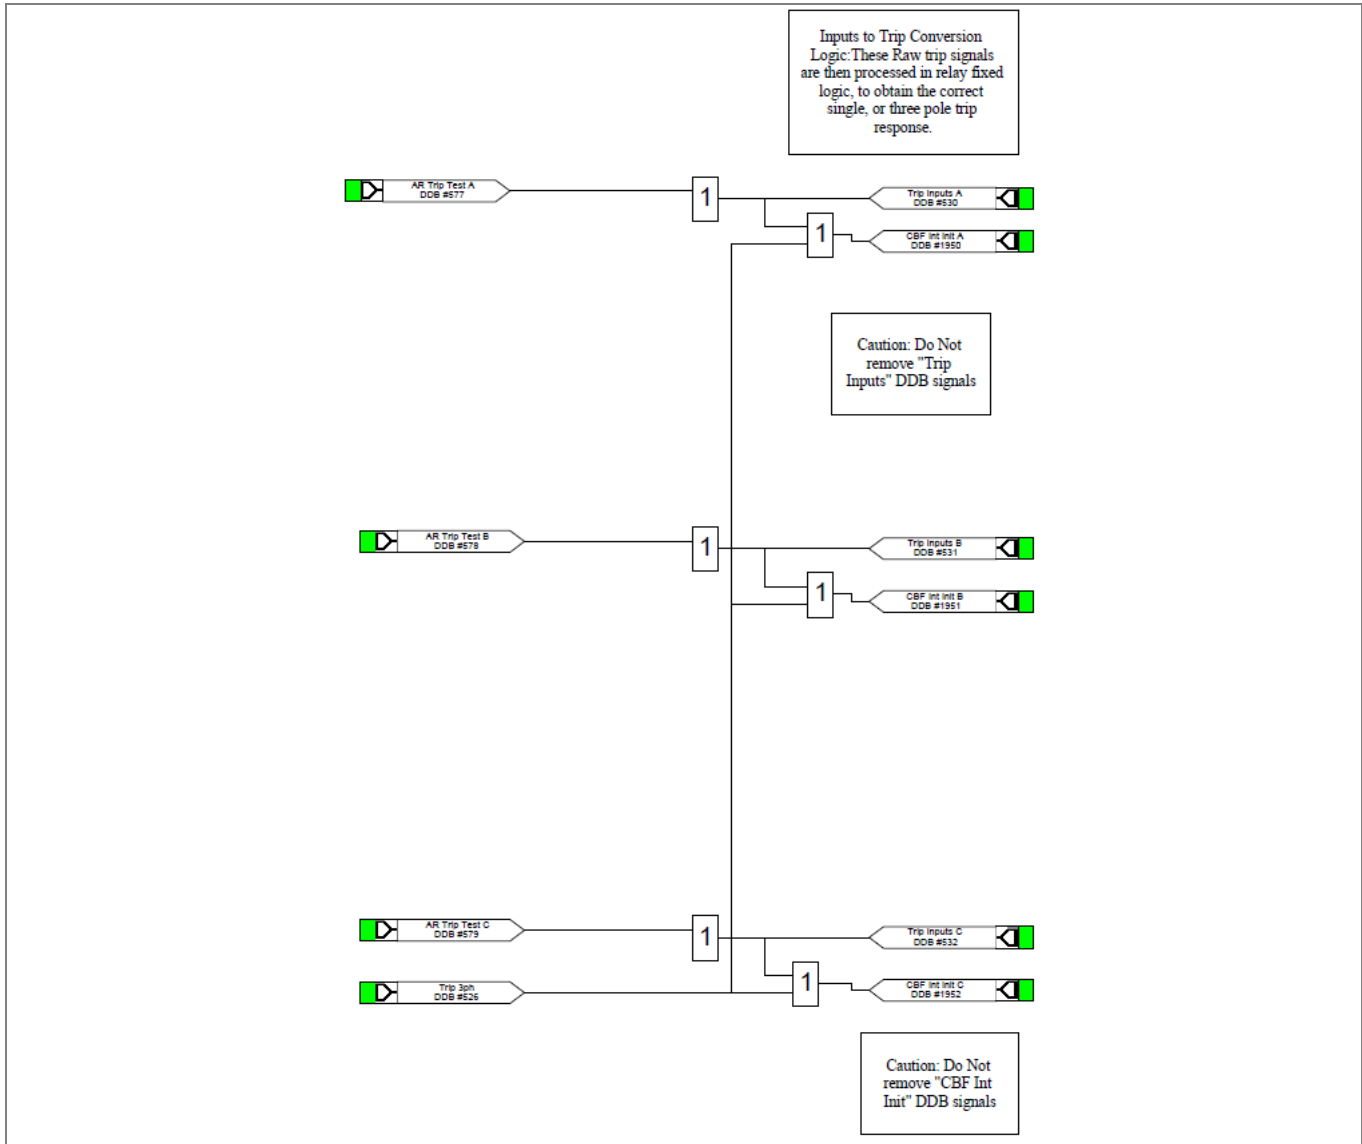 Inputs to Trip Conversion
Logic:These Raw trip signals
are then processed in relay fixed
logic, to obtain the correct
single, or three pole trip
response.
AR Trip Test A
DDB #577
1
Trip Inputs A
DDB #530
1
CBF Int Init A
DDB #1950
Caution: Do Not
remove "Trip
Inputs" DDB signals
AR Trip Test B
DDB #578
1
Trip Inputs B
DDB #531
1
CBF Int Init B
DDB #1951
AR Trip Test C
DDB #579
1
Trip Inputs C
DDB #532
Trip 3ph
DDB #526
1
CBF Int Init C
DDB #1952
Caution: Do Not
remove "CBF Int
Init" DDB signals